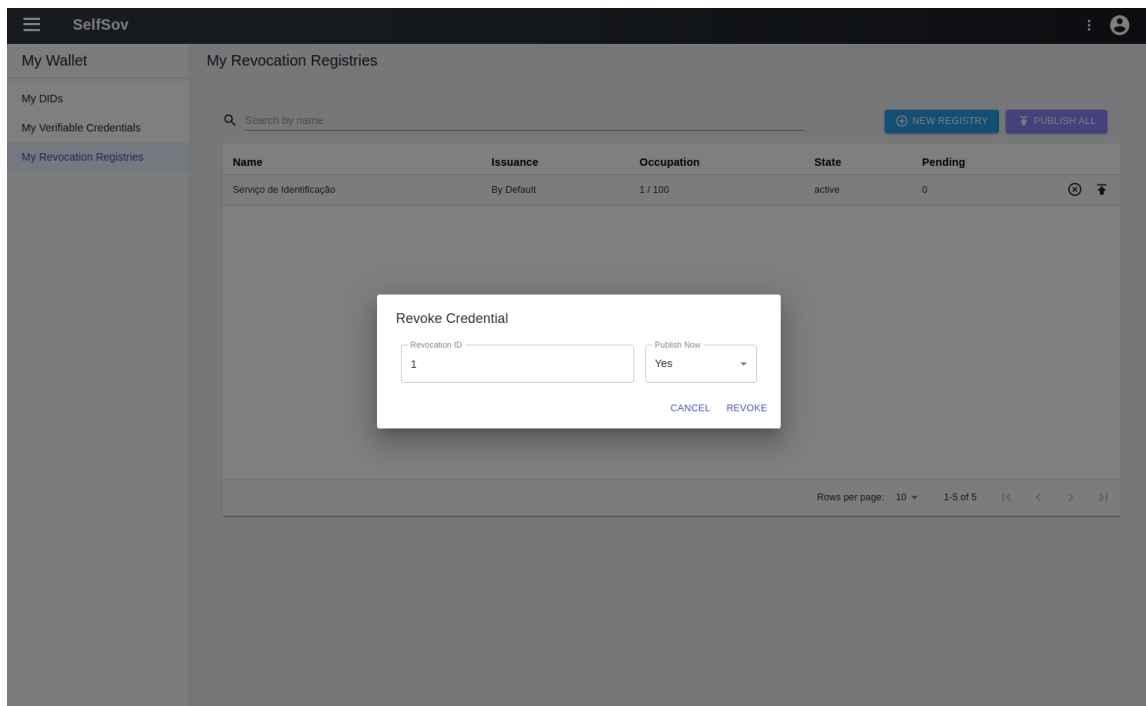 SelfSov
My Wallet
My Revocation Registries
My DIDs
My Verifiable Credentials
My Revocation Registries
Search by name
NEW REGISTRY
PUBLISH ALL
Name Issuance Occupation State Pending
Serviço de Identificação By Default 1 / 100 active 0
Revoke Credential
Revocation ID
Publish Now
1
Yes
CANCEL REVOKE
Rows per page: 10 1-5 of 5